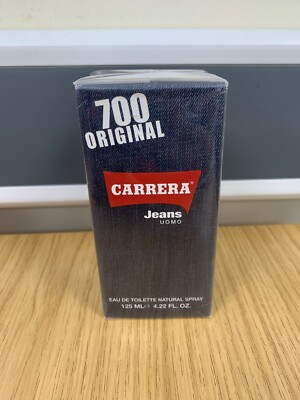 700
ORIGINAL
CARRERA
Jeans
UOMO
EAU DE TOILETTE NATURAL SPRAY
125 ML℮ 4.22 FL. OZ.